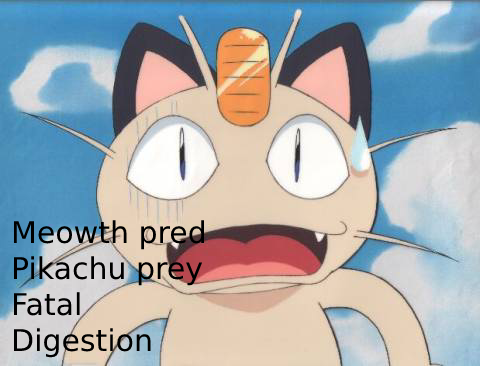 Meowth pred
Pikachu prey
Fatal
Digestion